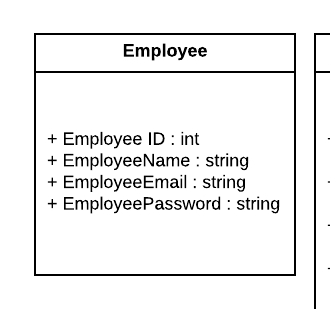 Employee
+ Employee ID : int
+ EmployeeName : string
+ EmployeeEmail : string
+ EmployeePassword : string